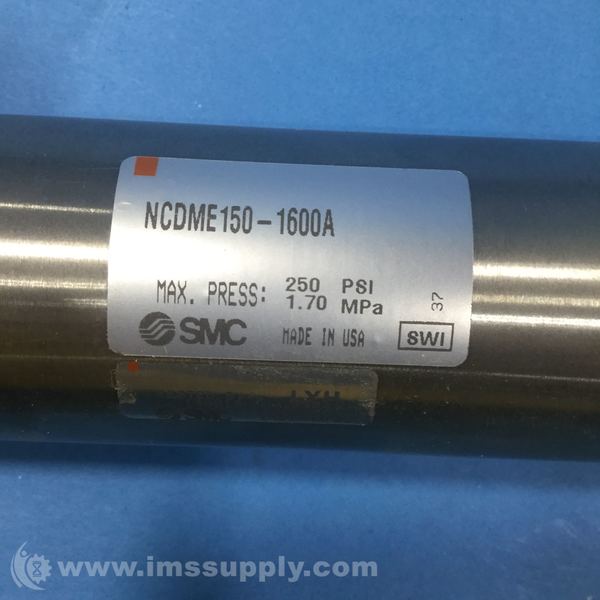 NCDME150-1600A
MAX. PRESS: 250 PSI
1.70 MPa
SMC MADE IN USA SWI
37
www.imssupply.com